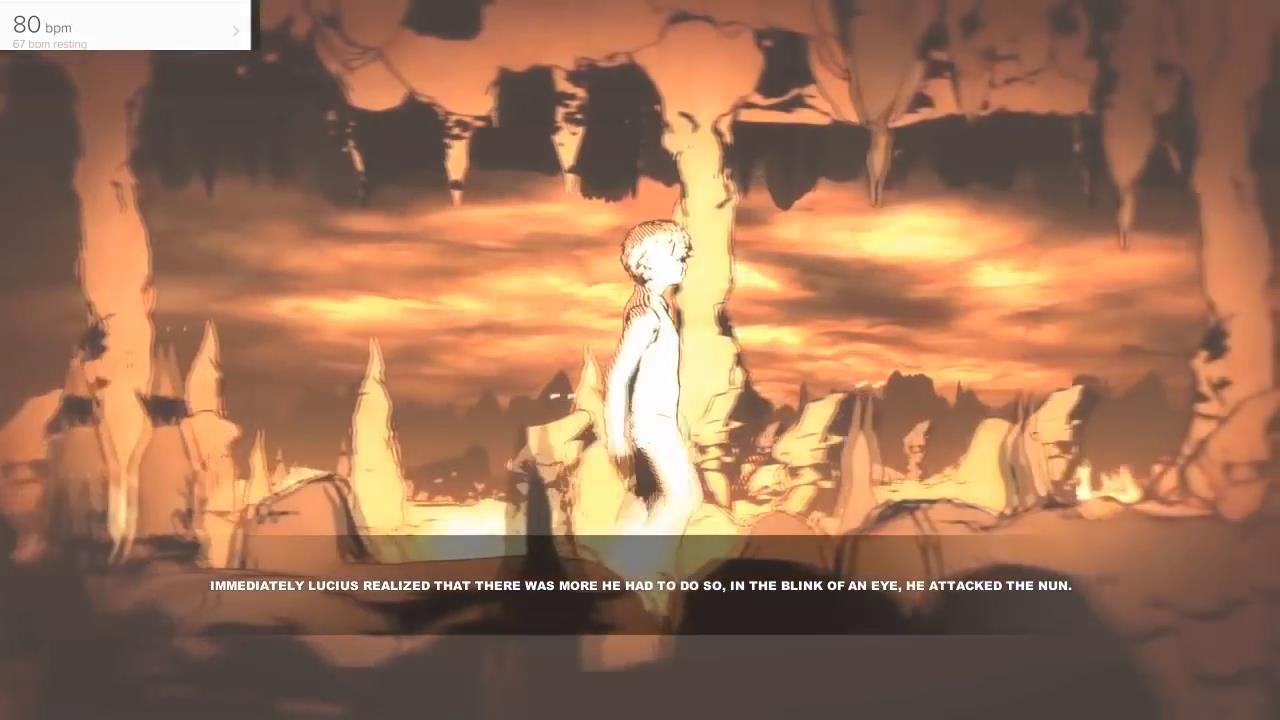 80 bpm
67 bpm resting
IMMEDIATELY LUCIUS REALIZED THAT THERE WAS MORE HE HAD TO DO SO, IN THE BLINK OF AN EYE, HE ATTACKED THE NUN.